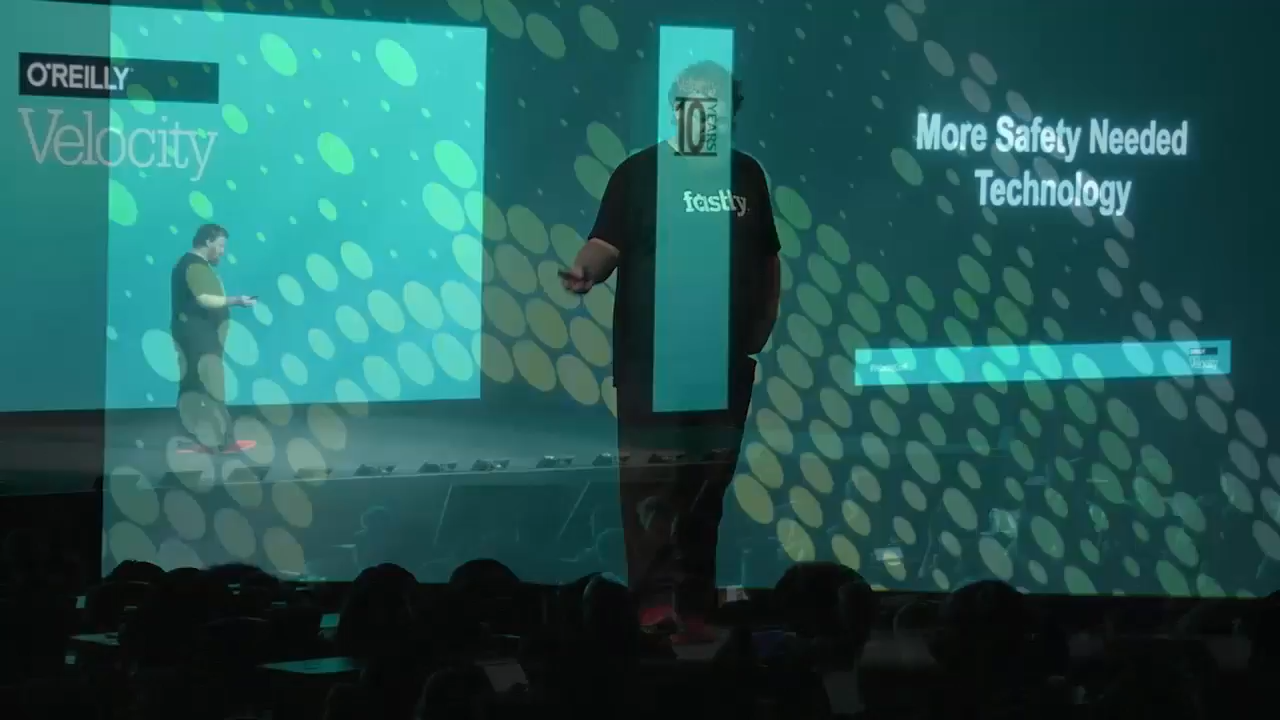 O'REILLY
Velocity
10 YEARS
fastly
More Safety Needed
Technology